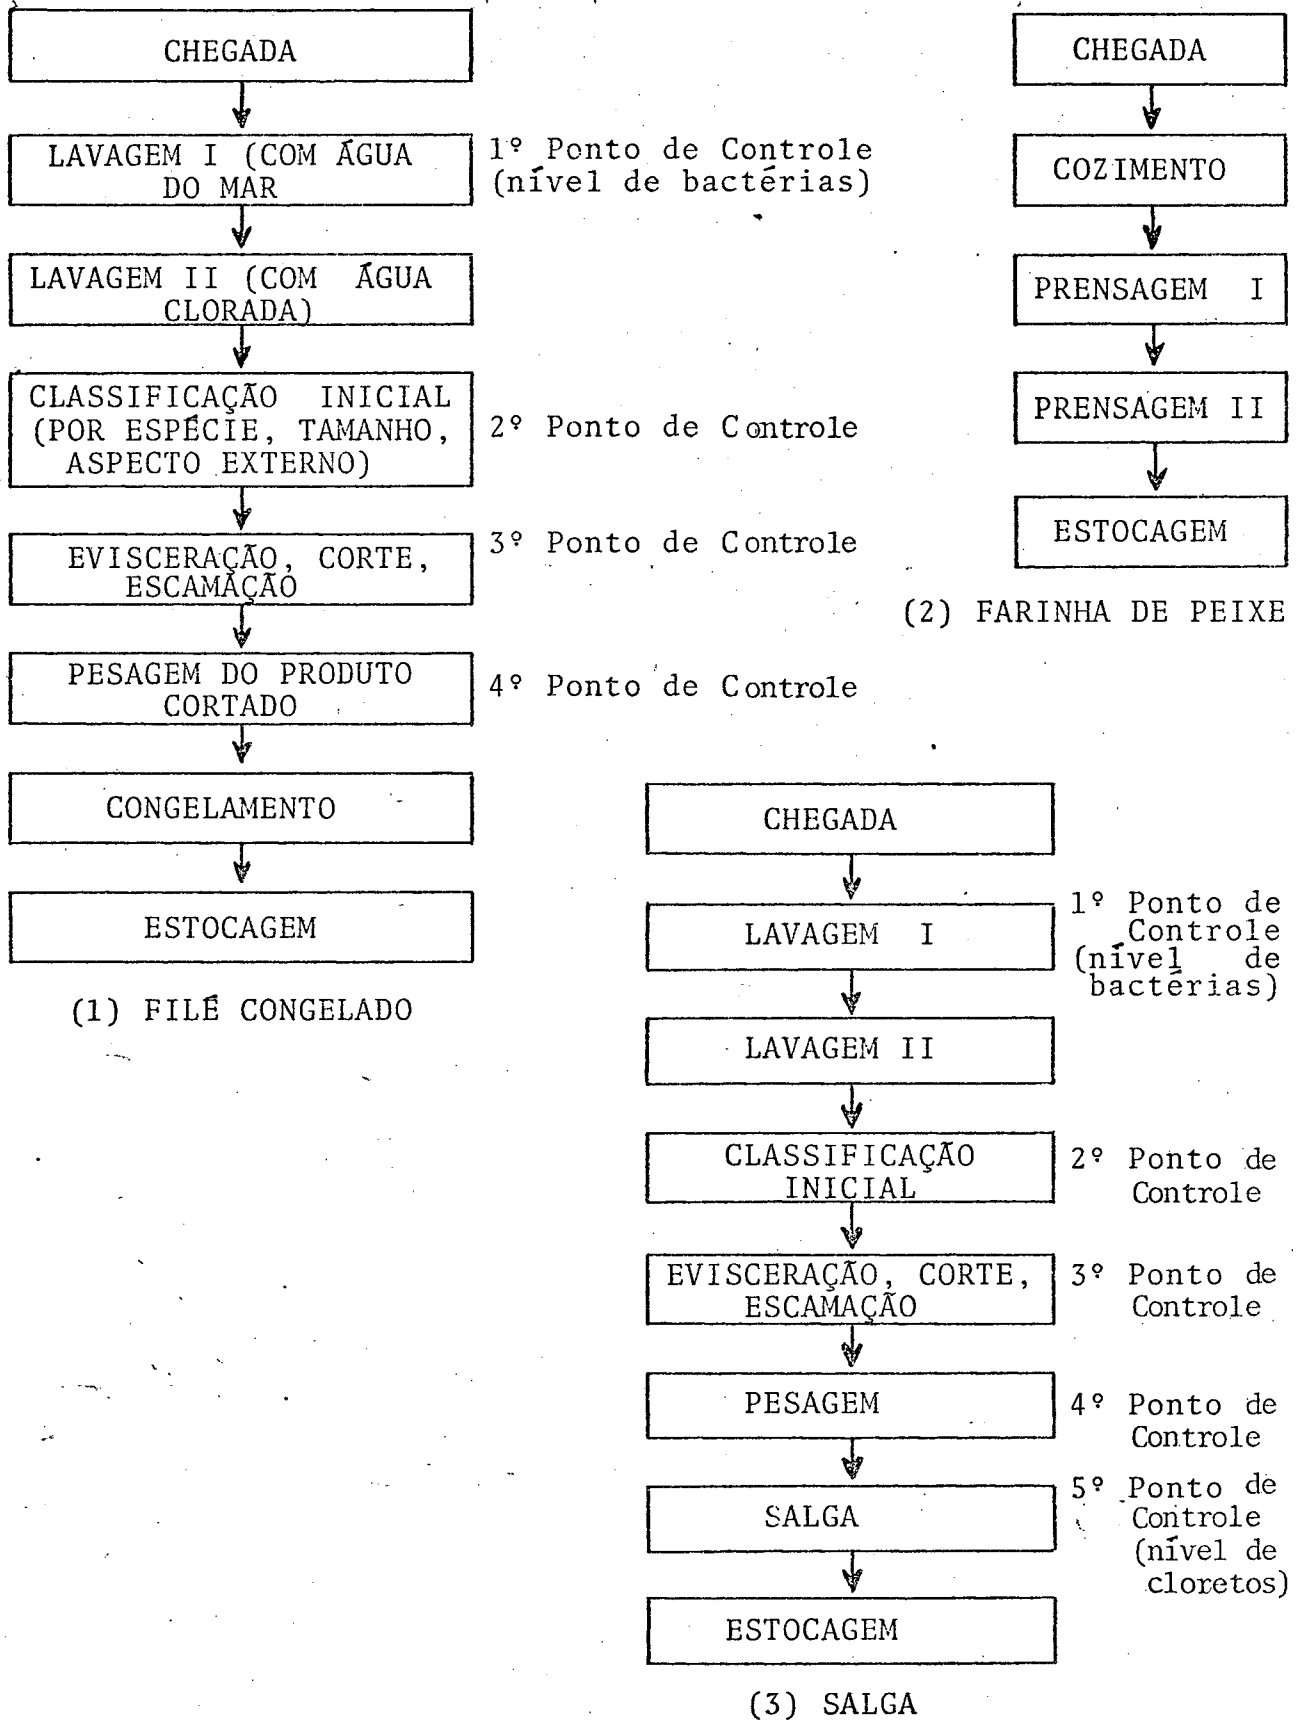 CHEGADA
LAVAGEM I (COM ÁGUA
DO MAR
1º Ponto de Controle
(nível de bactérias)
LAVAGEM II (COM ÁGUA
CLORADA)
CLASSIFICAÇÃO INICIAL
(POR ESPÉCIE, TAMANHO,
ASPECTO EXTERNO)
2º Ponto de Controle
EVISCERAÇÃO, CORTE,
ESCAMAÇÃO
3º Ponto de Controle
PESAGEM DO PRODUTO
CORTADO
4º Ponto de Controle
CONGELAMENTO
ESTOCAGEM
(1) FILÉ CONGELADO
CHEGADA
COZIMENTO
PRENSAGEM I
PRENSAGEM II
ESTOCAGEM
(2) FARINHA DE PEIXE
CHEGADA
LAVAGEM I
1º Ponto de
Controle
(nível de
bactérias)
LAVAGEM II
CLASSIFICAÇÃO
INICIAL
2º Ponto de
Controle
EVISCERAÇÃO, CORTE,
ESCAMAÇÃO
3º Ponto de
Controle
PESAGEM
4º Ponto de
Controle
SALGA
5º Ponto de
Controle
(nível de
cloretos)
ESTOCAGEM
(3) SALGA